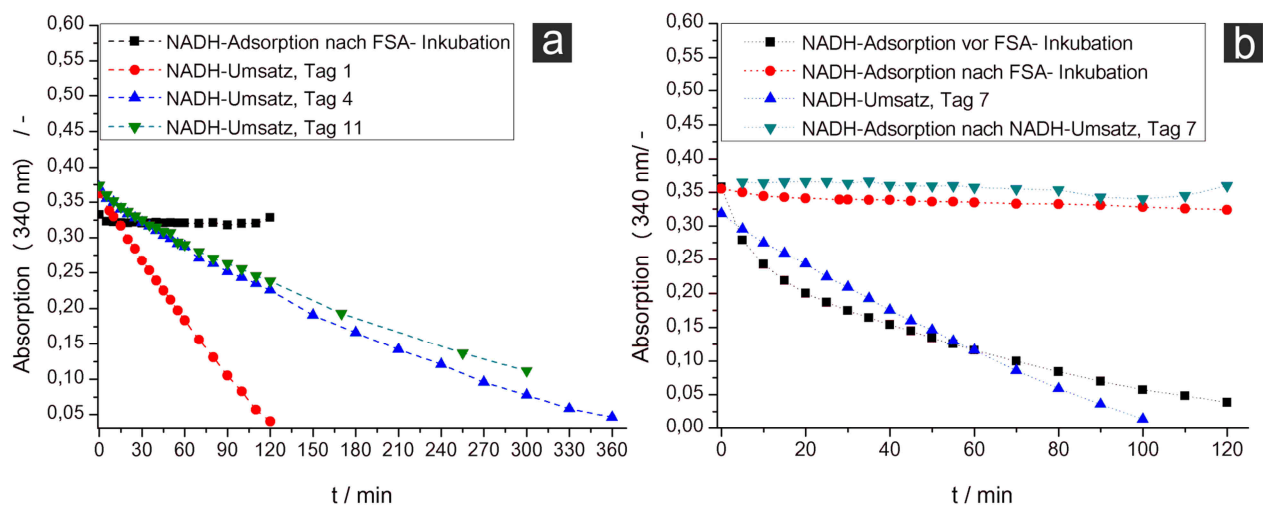 a
0,60
0,55
0,50
0,45
0,40
0,35
0,30
0,25
0,20
0,15
0,10
0,05
Absorption (340 nm) / -
NADH-Adsorption nach FSA- Inkubation
NADH-Umsatz, Tag 1
NADH-Umsatz, Tag 4
NADH-Umsatz, Tag 11
0 30 60 90 120 150 180 210 240 270 300 330 360
t / min
b
0,60
0,55
0,50
0,45
0,40
0,35
0,30
0,25
0,20
0,15
0,10
0,05
0,00
Absorption (340 nm/ -
NADH-Adsorption vor FSA- Inkubation
NADH-Adsorption nach FSA- Inkubation
NADH-Umsatz, Tag 7
NADH-Adsorption nach NADH-Umsatz, Tag 7
0 20 40 60 80 100 120
t / min